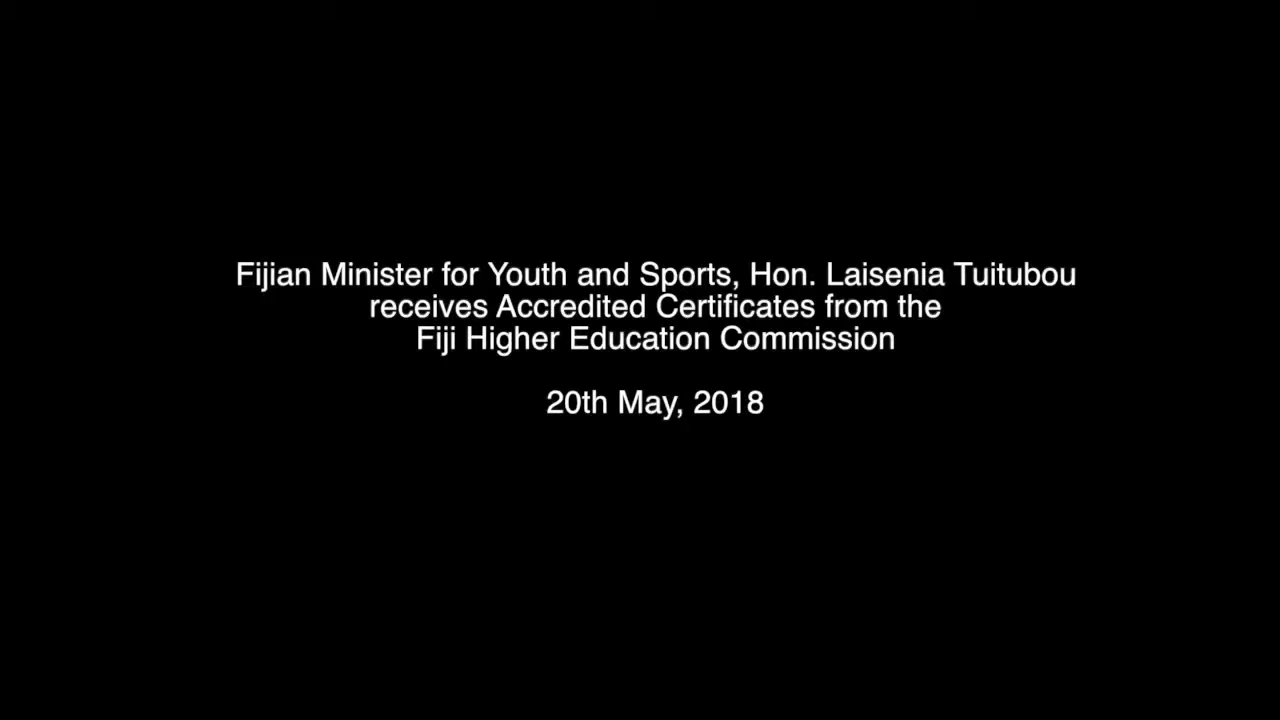 Fijian Minister for Youth and Sports, Hon. Laisenia Tuitubou
receives Accredited Certificates from the
Fiji Higher Education Commission
20th May, 2018